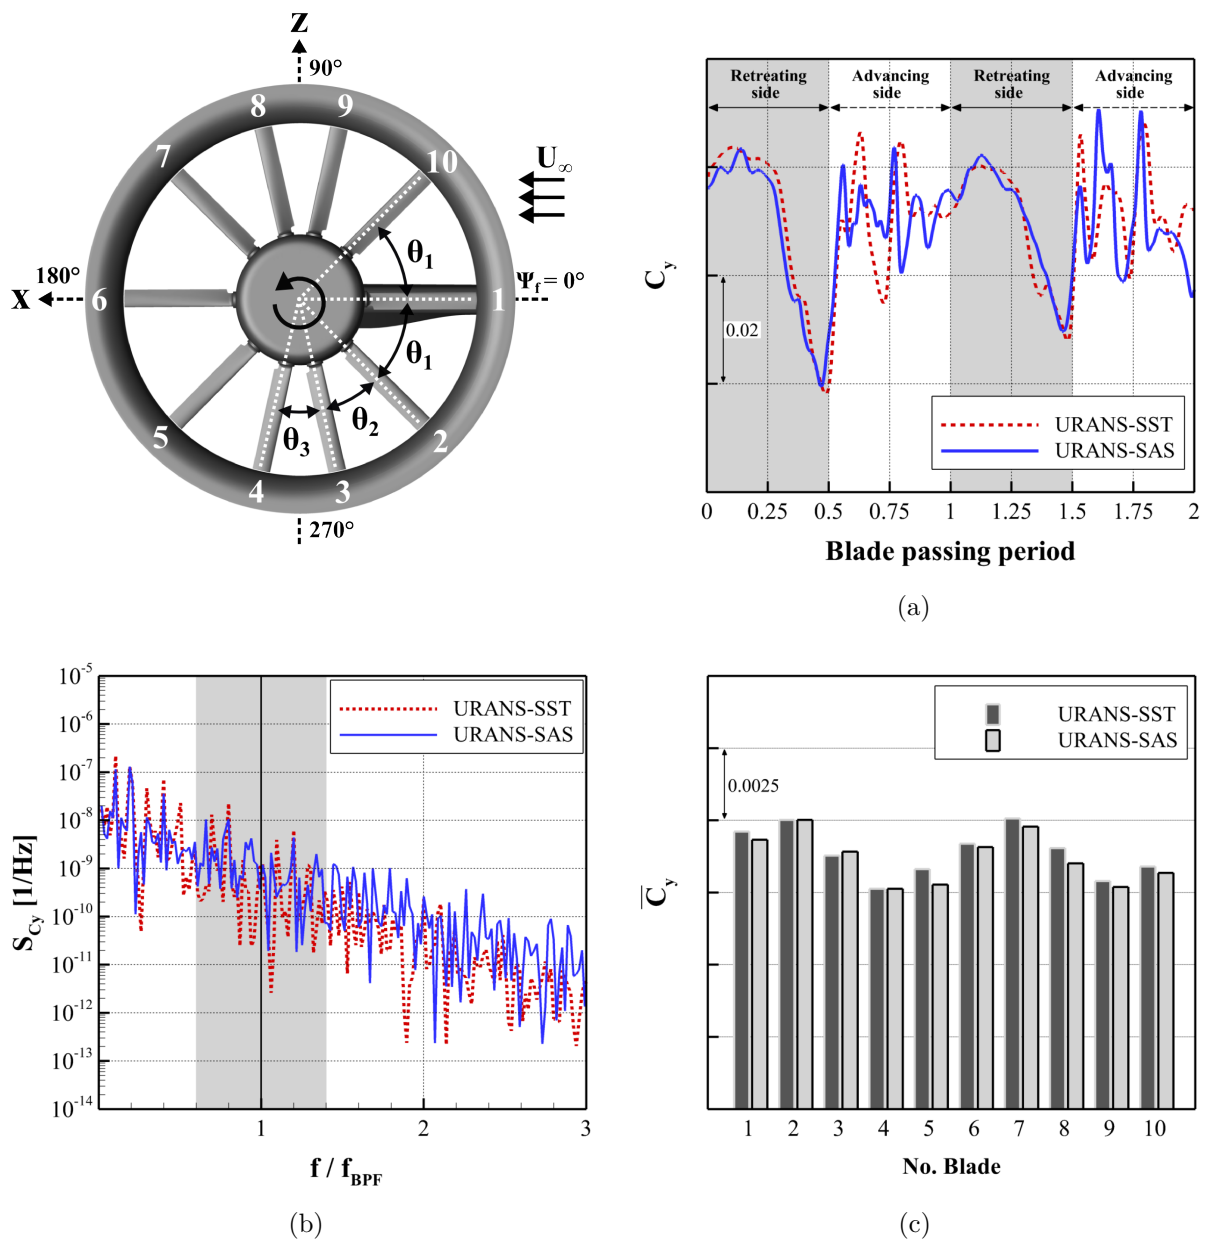 Z
90°
8 9
7 10
U∞
θ1
180°
Ψf = 0°
X 6 1
θ1
5 θ3 θ2 2
4 3
270°
Retreating side
Advancing side
Retreating side
Advancing side
Cy
0.02
URANS-SST
URANS-SAS
0 0.25 0.5 0.75 1 1.25 1.5 1.75 2
Blade passing period
(a)
10-5
10-6
10-7
10-8
10-9
10-10
10-11
10-12
10-13
10-14
SCy [1/Hz]
URANS-SST
URANS-SAS
1 2 3
f / fBPF
(b)
URANS-SST
URANS-SAS
0.0025
C̅y
1 2 3 4 5 6 7 8 9 10
No. Blade
(c)